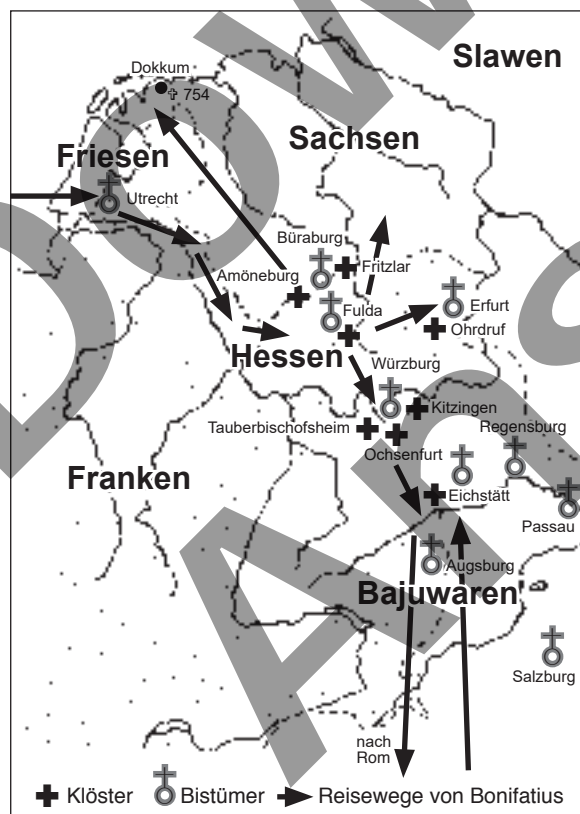 Slawen
Dokkum
✞ 754
Sachsen
Friesen
Utrecht
Büraburg
Fritzlar
Amöneburg
Fulda
Erfurt
Ohrdruf
Hessen
Würzburg
Kitzingen
Tauberbischofsheim
Regensburg
Ochsenfurt
Franken
Eichstätt
Passau
Augsburg
Bajuwaren
Salzburg
nach
Rom
Klöster Bistümer Reisewege von Bonifatius